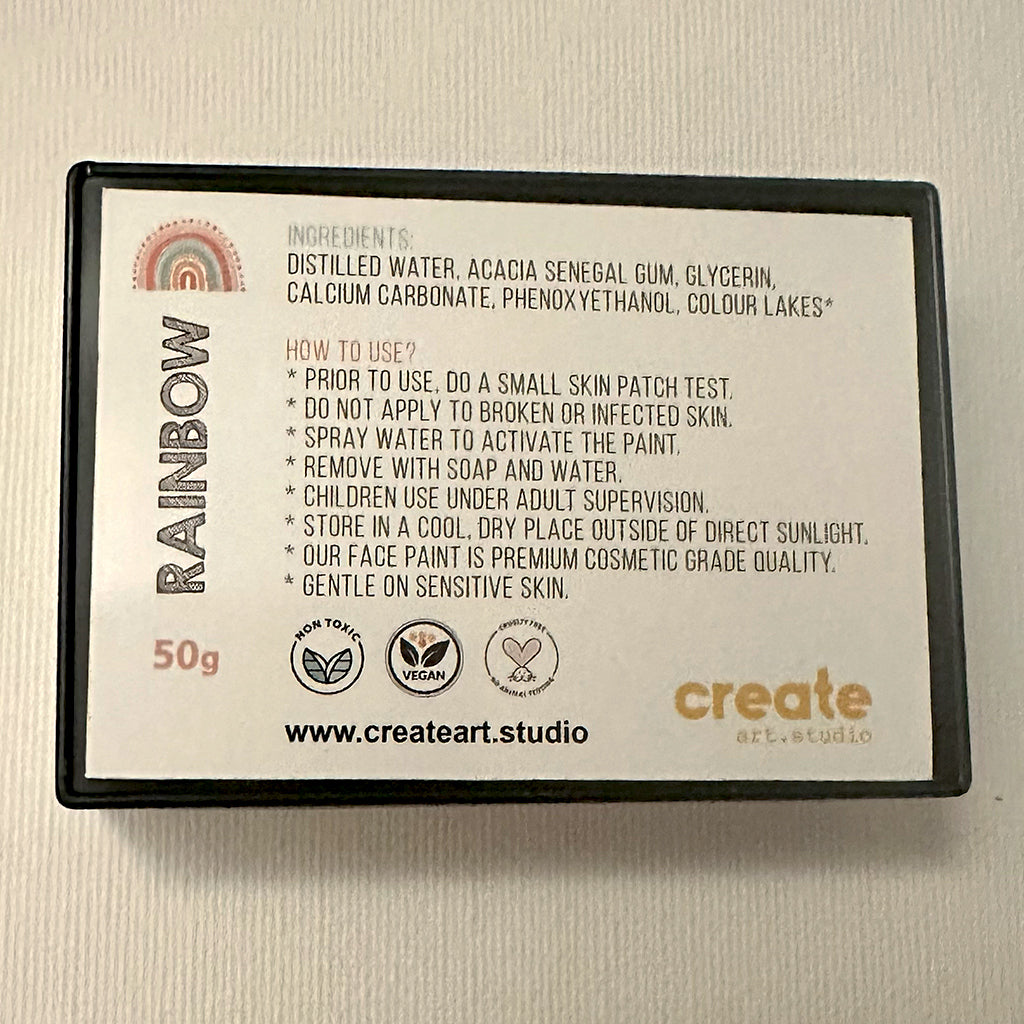 INGREDIENTS:
DISTILLED WATER, ACACIA SENEGAL GUM, GLYCERIN,
CALCIUM CARBONATE, PHENOXYETHANOL, COLOUR LAKES*
HOW TO USE?
* PRIOR TO USE, DO A SMALL SKIN PATCH TEST.
* DO NOT APPLY TO BROKEN OR INFECTED SKIN.
* SPRAY WATER TO ACTIVATE THE PAINT.
* REMOVE WITH SOAP AND WATER.
* CHILDREN USE UNDER ADULT SUPERVISION.
* STORE IN A COOL, DRY PLACE OUTSIDE OF DIRECT SUNLIGHT.
* OUR FACE PAINT IS PREMIUM COSMETIC GRADE QUALITY.
* GENTLE ON SENSITIVE SKIN.
RAINBOW
50g
NON TOXIC
VEGAN
CRUELTY FREE
NO ANIMAL TESTING
www.createart.studio
create
art.studio